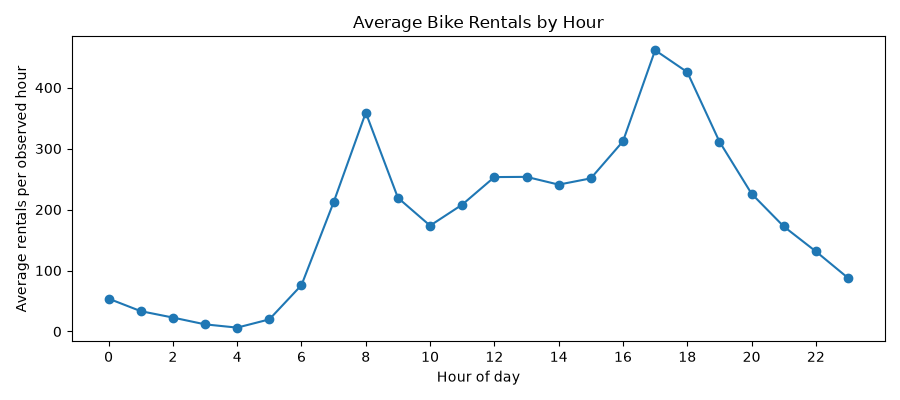 Average Bike Rentals by Hour
Average rentals per observed hour
400
300
200
100
0
0 2 4 6 8 10 12 14 16 18 20 22
Hour of day